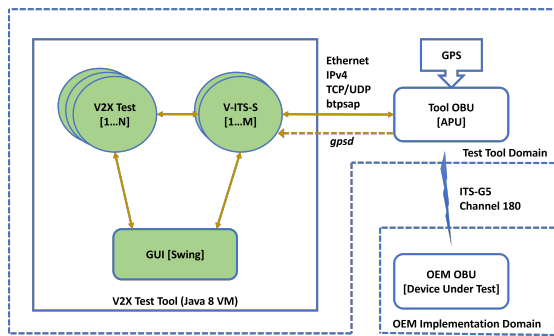 Ethernet
IPv4
TCP/UDP
btpsap
GPS
V2X Test
[1...N]
V-ITS-S
[1...M]
Tool OBU
[APU]
gpsd
Test Tool Domain
ITS-G5
Channel 180
GUI [Swing]
OEM OBU
[Device Under Test]
V2X Test Tool (Java 8 VM)
OEM Implementation Domain